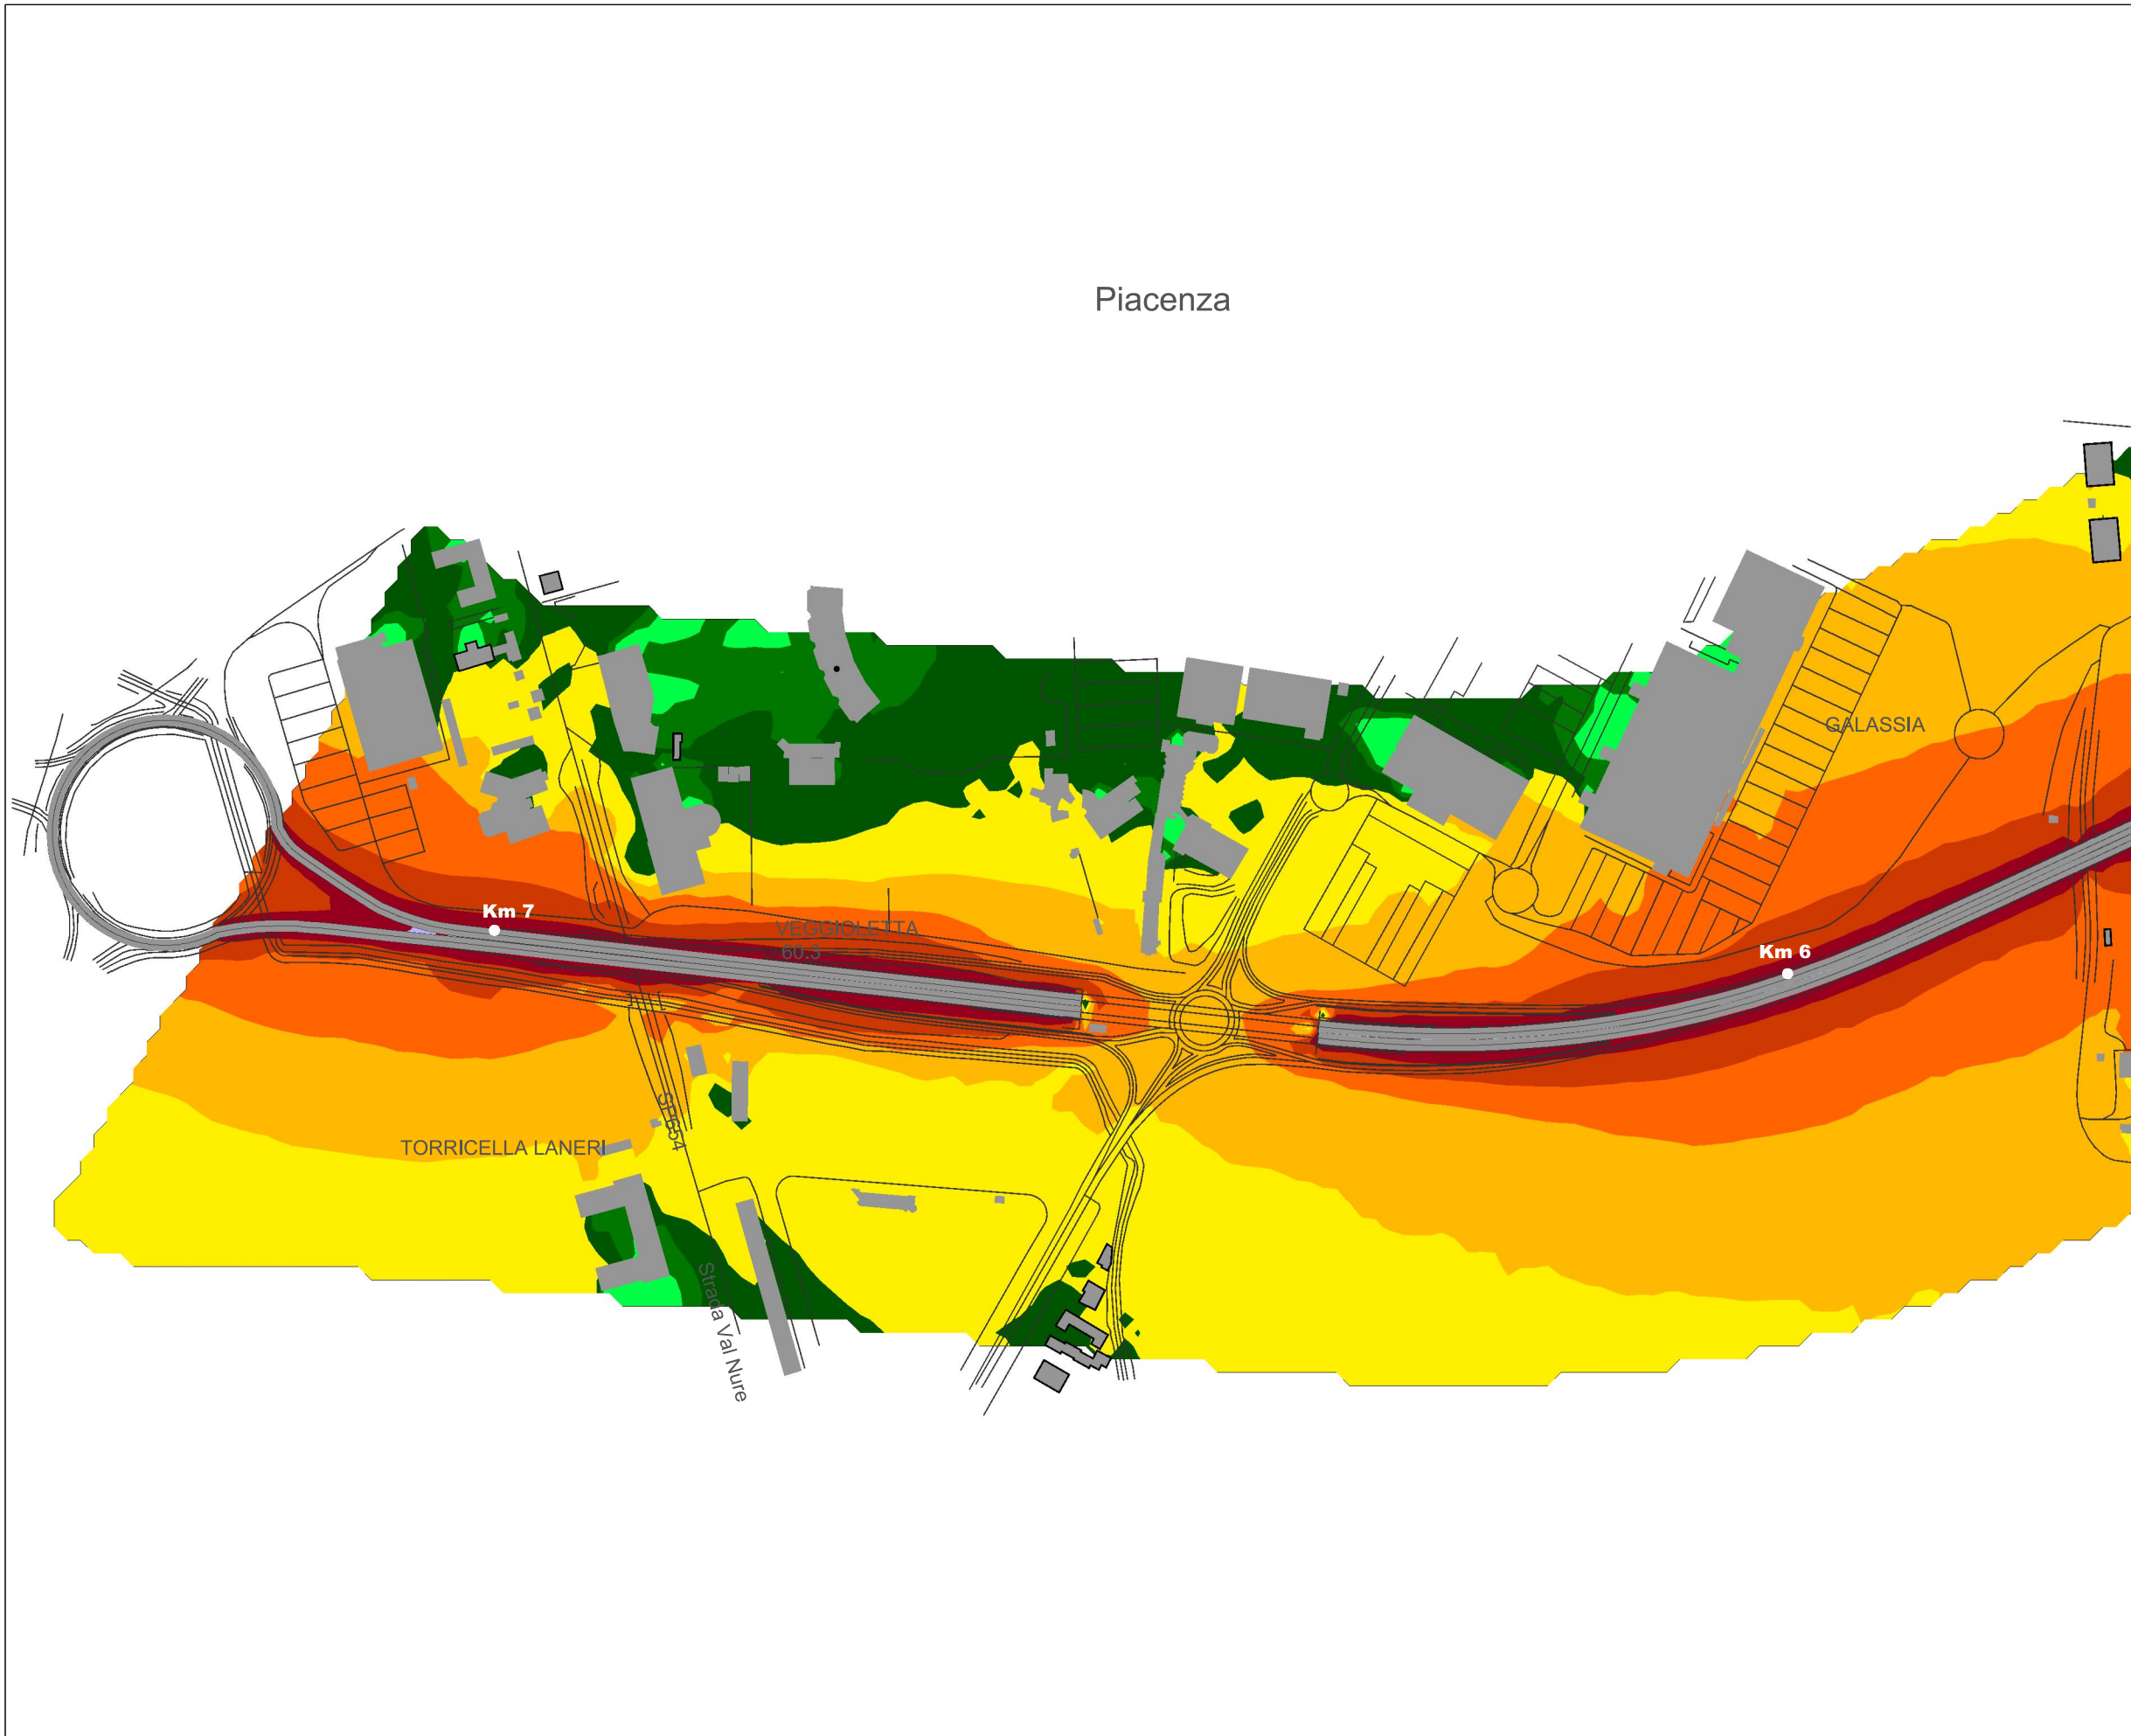 Piacenza
GALASSIA
Km 7
VEGGIOLETTA
60.3
Km 6
SP654
TORRICELLA LANERI
Strada Val Nure